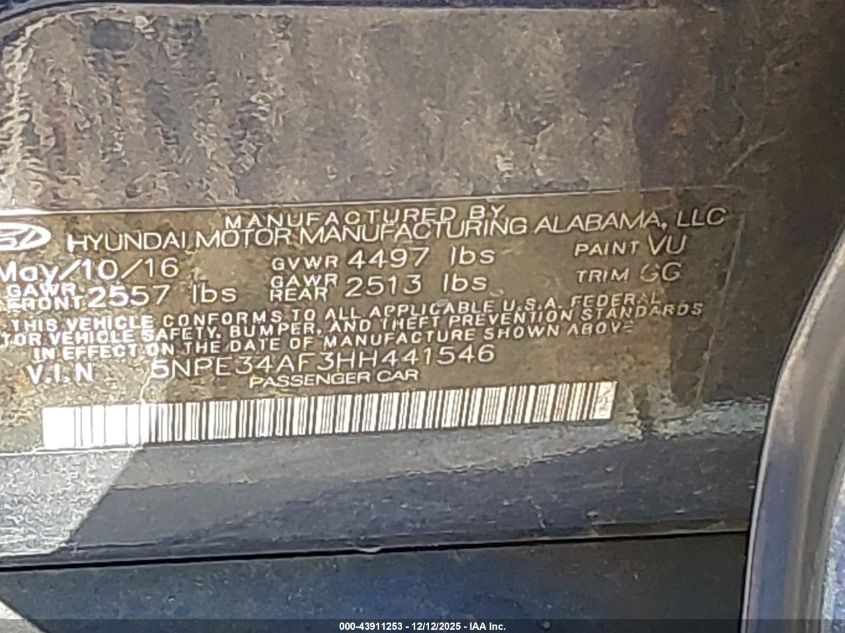 MANUFACTURED BY
HYUNDAI MOTOR MANUFACTURING ALABAMA, LLC
May/10/16 GVWR 4497 lbs PAINT VU
GAWR FRONT 2557 lbs GAWR REAR 2513 lbs TRIM GG
THIS VEHICLE CONFORMS TO ALL APPLICABLE U.S.A. FEDERAL
TOR VEHICLE SAFETY, BUMPER, AND THEFT PREVENTION STANDARDS
IN EFFECT ON THE DATE OF MANUFACTURE SHOWN ABOVE
V.I.N 5NPE34AF3HH441546
PASSENGER CAR
000-43911253 - 12/12/2025 - IAA Inc.